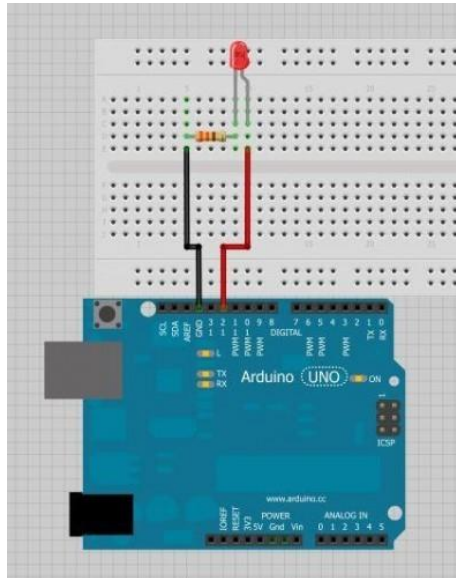 SCL
SDA
AREF
GND
13
12
PWM 11
PWM 10
PWM 9
8
DIGITAL
7
PWM 6
PWM 5
4
PWM 3
2
TX 1
RX 0
L
TX
RX
Arduino UNO
ON
1
ICSP
www.arduino.cc
POWER
ANALOG IN
IOREF
RESET
3V3
5V
Gnd
Vin
0 1 2 3 4 5